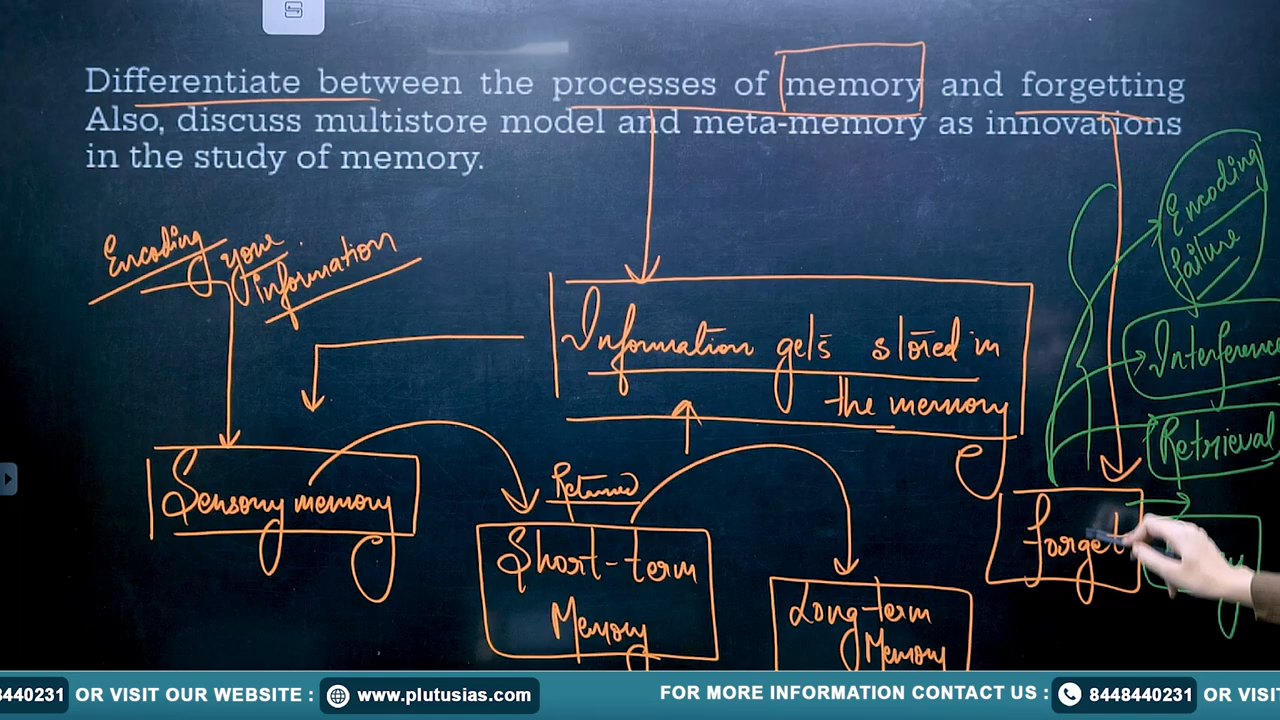 Differentiate between the processes of memory and forgetting
Also, discuss multistore model and meta-memory as innovations
in the study of memory.
Encoding
your
Information
Information gets stored in
the memory
Encoding
failure
Interference
Retrieval
Sensory memory
Short-term
Memory
Long-term
Memory
forget
8440231 OR VISIT OUR WEBSITE : www.plutusias.com FOR MORE INFORMATION CONTACT US : 8448440231 OR VISIT